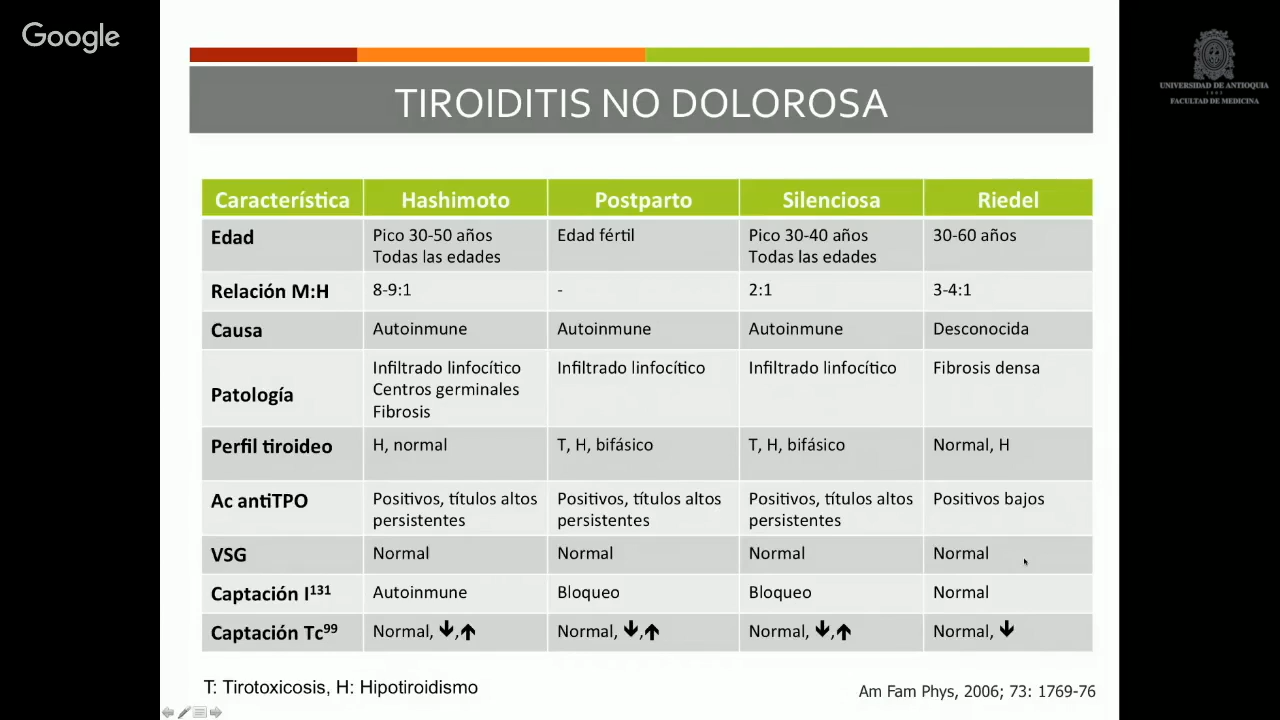 Google
UNIVERSIDAD DE ANTIOQUIA
1803
FACULTAD DE MEDICINA
TIROIDITIS NO DOLOROSA
Característica Hashimoto Postparto Silenciosa Riedel
Edad Pico 30-50 años Edad fértil Pico 30-40 años 30-60 años
Todas las edades Todas las edades
Relación M:H 8-9:1 - 2:1 3-4:1
Causa Autoinmune Autoinmune Autoinmune Desconocida
Infiltrado linfocítico Infiltrado linfocítico Infiltrado linfocítico Fibrosis densa
Patología Centros germinales
Fibrosis
Perfil tiroideo H, normal T, H, bifásico T, H, bifásico Normal, H
Ac antiTPO Positivos, títulos altos Positivos, títulos altos Positivos, títulos altos Positivos bajos
persistentes persistentes persistentes
VSG Normal Normal Normal Normal
Captación I131 Autoinmune Bloqueo Bloqueo Normal
Captación Tc99 Normal, ↓,↑ Normal, ↓,↑ Normal, ↓,↑ Normal, ↓
T: Tirotoxicosis, H: Hipotiroidismo
Am Fam Phys, 2006; 73: 1769-76